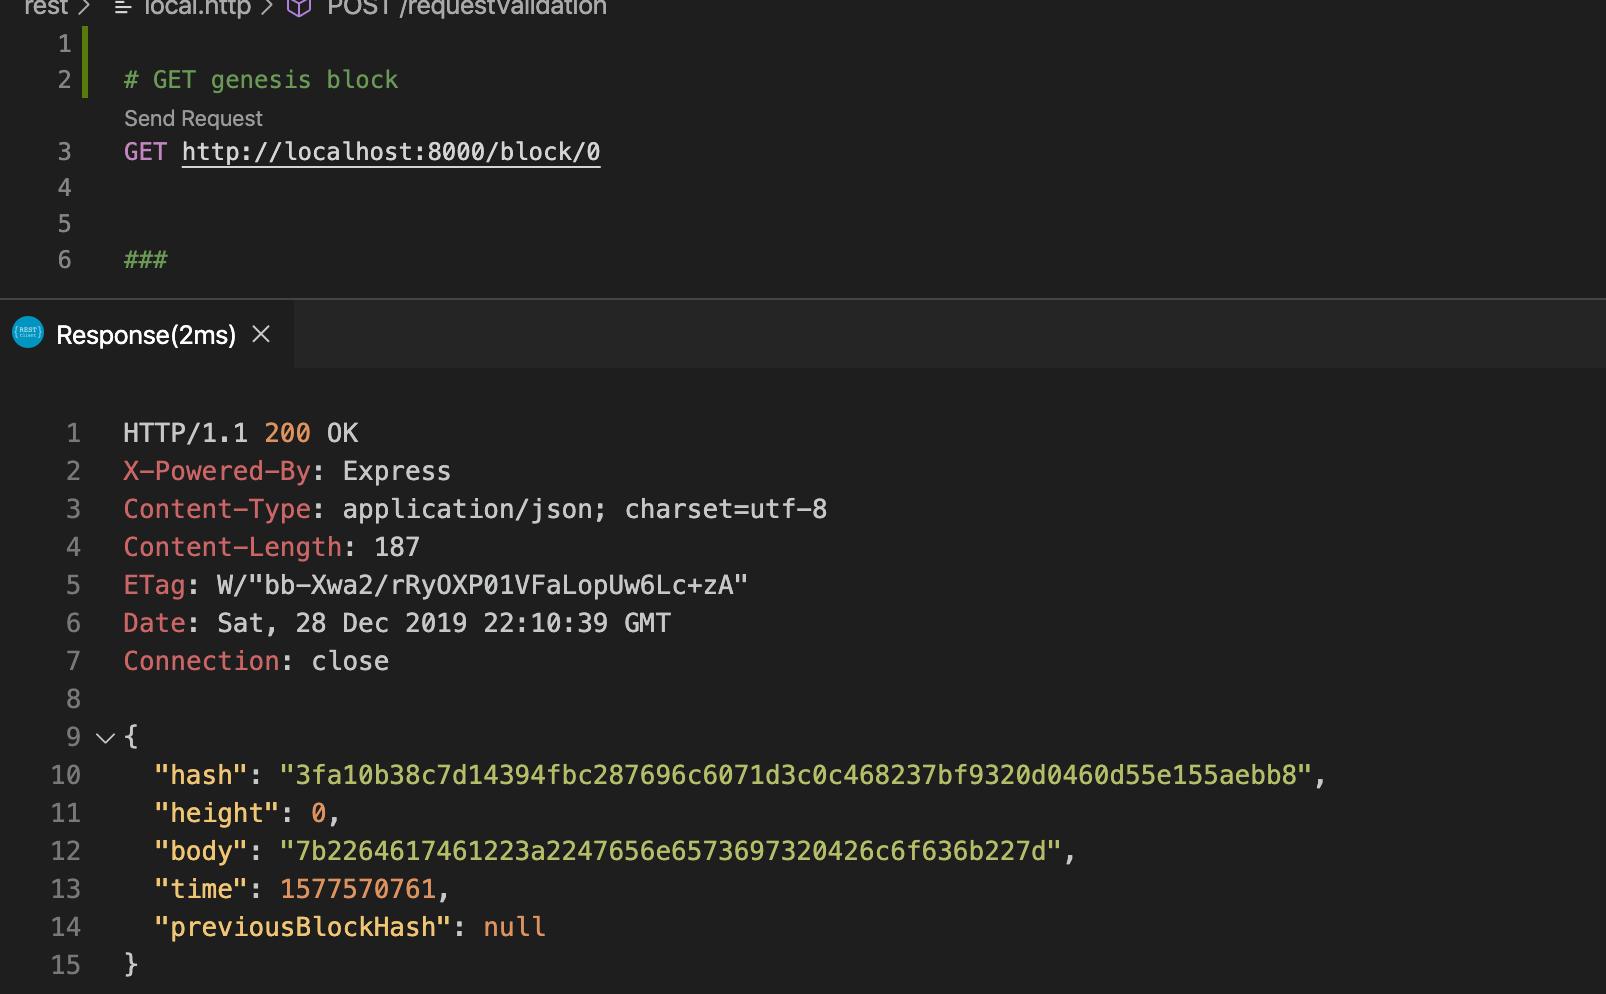 rest > local.http > POST /requestValidation
1
2 # GET genesis block
Send Request
3 GET http://localhost:8000/block/0
4
5
6 ###
{REST} Client Response(2ms) ×
1 HTTP/1.1 200 OK
2 X-Powered-By: Express
3 Content-Type: application/json; charset=utf-8
4 Content-Length: 187
5 ETag: W/"bb-Xwa2/rRyOXP01VFaLopUw6Lc+zA"
6 Date: Sat, 28 Dec 2019 22:10:39 GMT
7 Connection: close
8
9 {
10 "hash": "3fa10b38c7d14394fbc287696c6071d3c0c468237bf9320d0460d55e155aebb8",
11 "height": 0,
12 "body": "7b2264617461223a2247656e6573697320426c6f636b227d",
13 "time": 1577570761,
14 "previousBlockHash": null
15 }